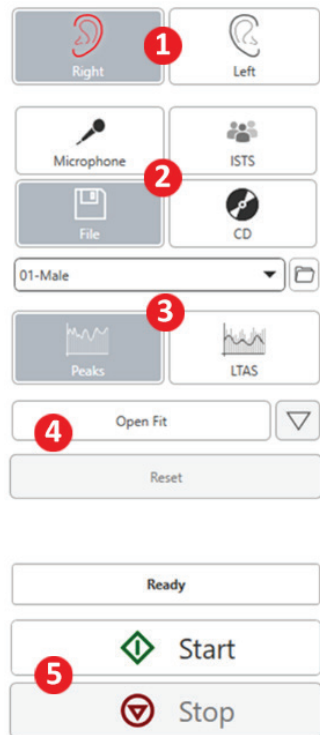 1
Right Left
Microphone ISTS
2
File CD
01-Male
3
Peaks LTAS
Open Fit
4
Reset
Ready
Start
5
Stop